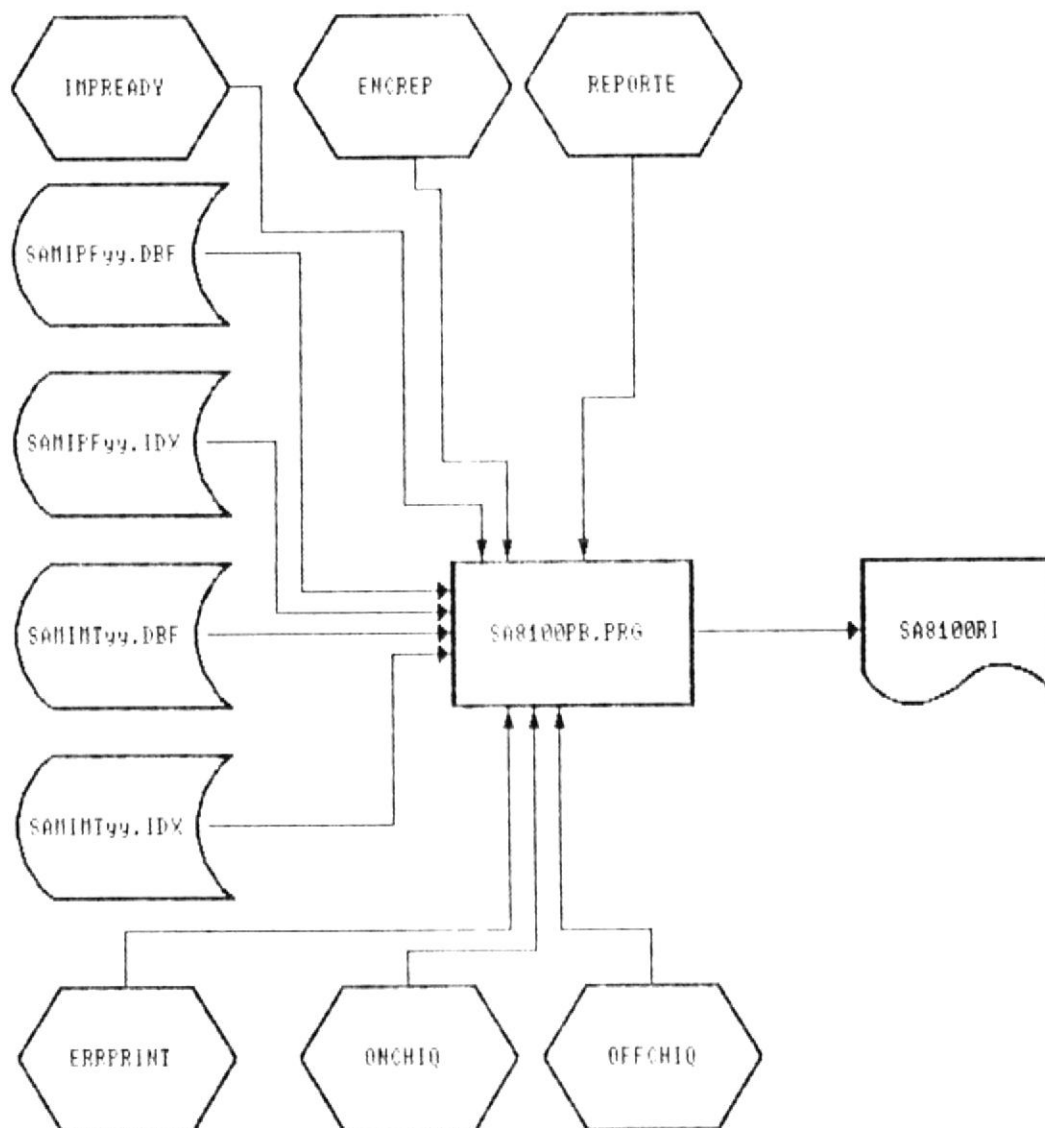 IMPREADY
ENCREP
REPORTE
SAMIPFyy.DBF
SAMIPFyy.IDX
SAMIMTyy.DBF
SA8100PB.PRG
SA8100RI
SAMIMTyy.IDX
ERRPRINT
ONCHIQ
OFFCHIQ